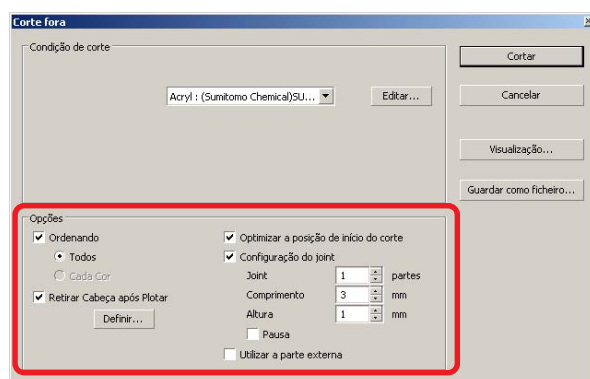 Corte fora
Condição de corte
Acryl : (Sumitomo Chemical)SU...
Editar...
Cortar
Cancelar
Visualização...
Guardar como ficheiro...
Opções
Ordenando
Todos
Cada Cor
Retirar Cabeça após Plotar
Definir...
Optimizar a posição de início do corte
Configuração do joint
Joint 1 partes
Comprimento 3 mm
Altura 1 mm
Pausa
Utilizar a parte externa